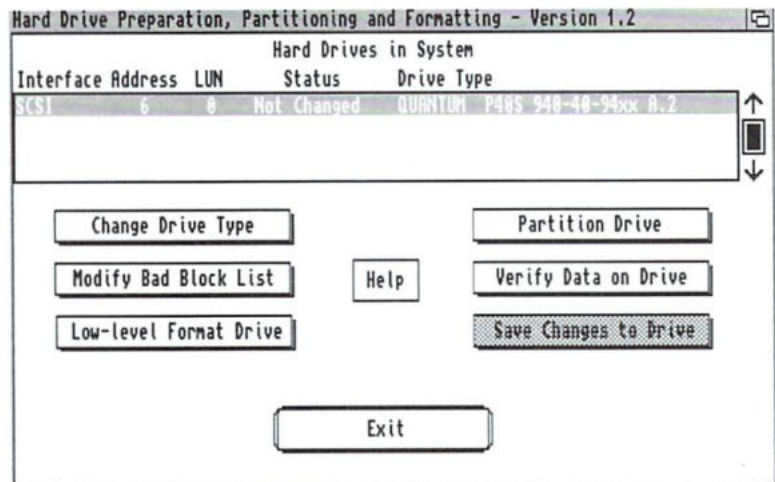 Hard Drive Preparation, Partitioning and Formatting - Version 1.2
Hard Drives in System
Interface Address LUN Status Drive Type
SCSI 6 0 Not Changed QUANTUM P40S 940-40-94xx A.2
Change Drive Type
Partition Drive
Modify Bad Block List
Help
Verify Data on Drive
Low-level Format Drive
Save Changes to Drive
Exit